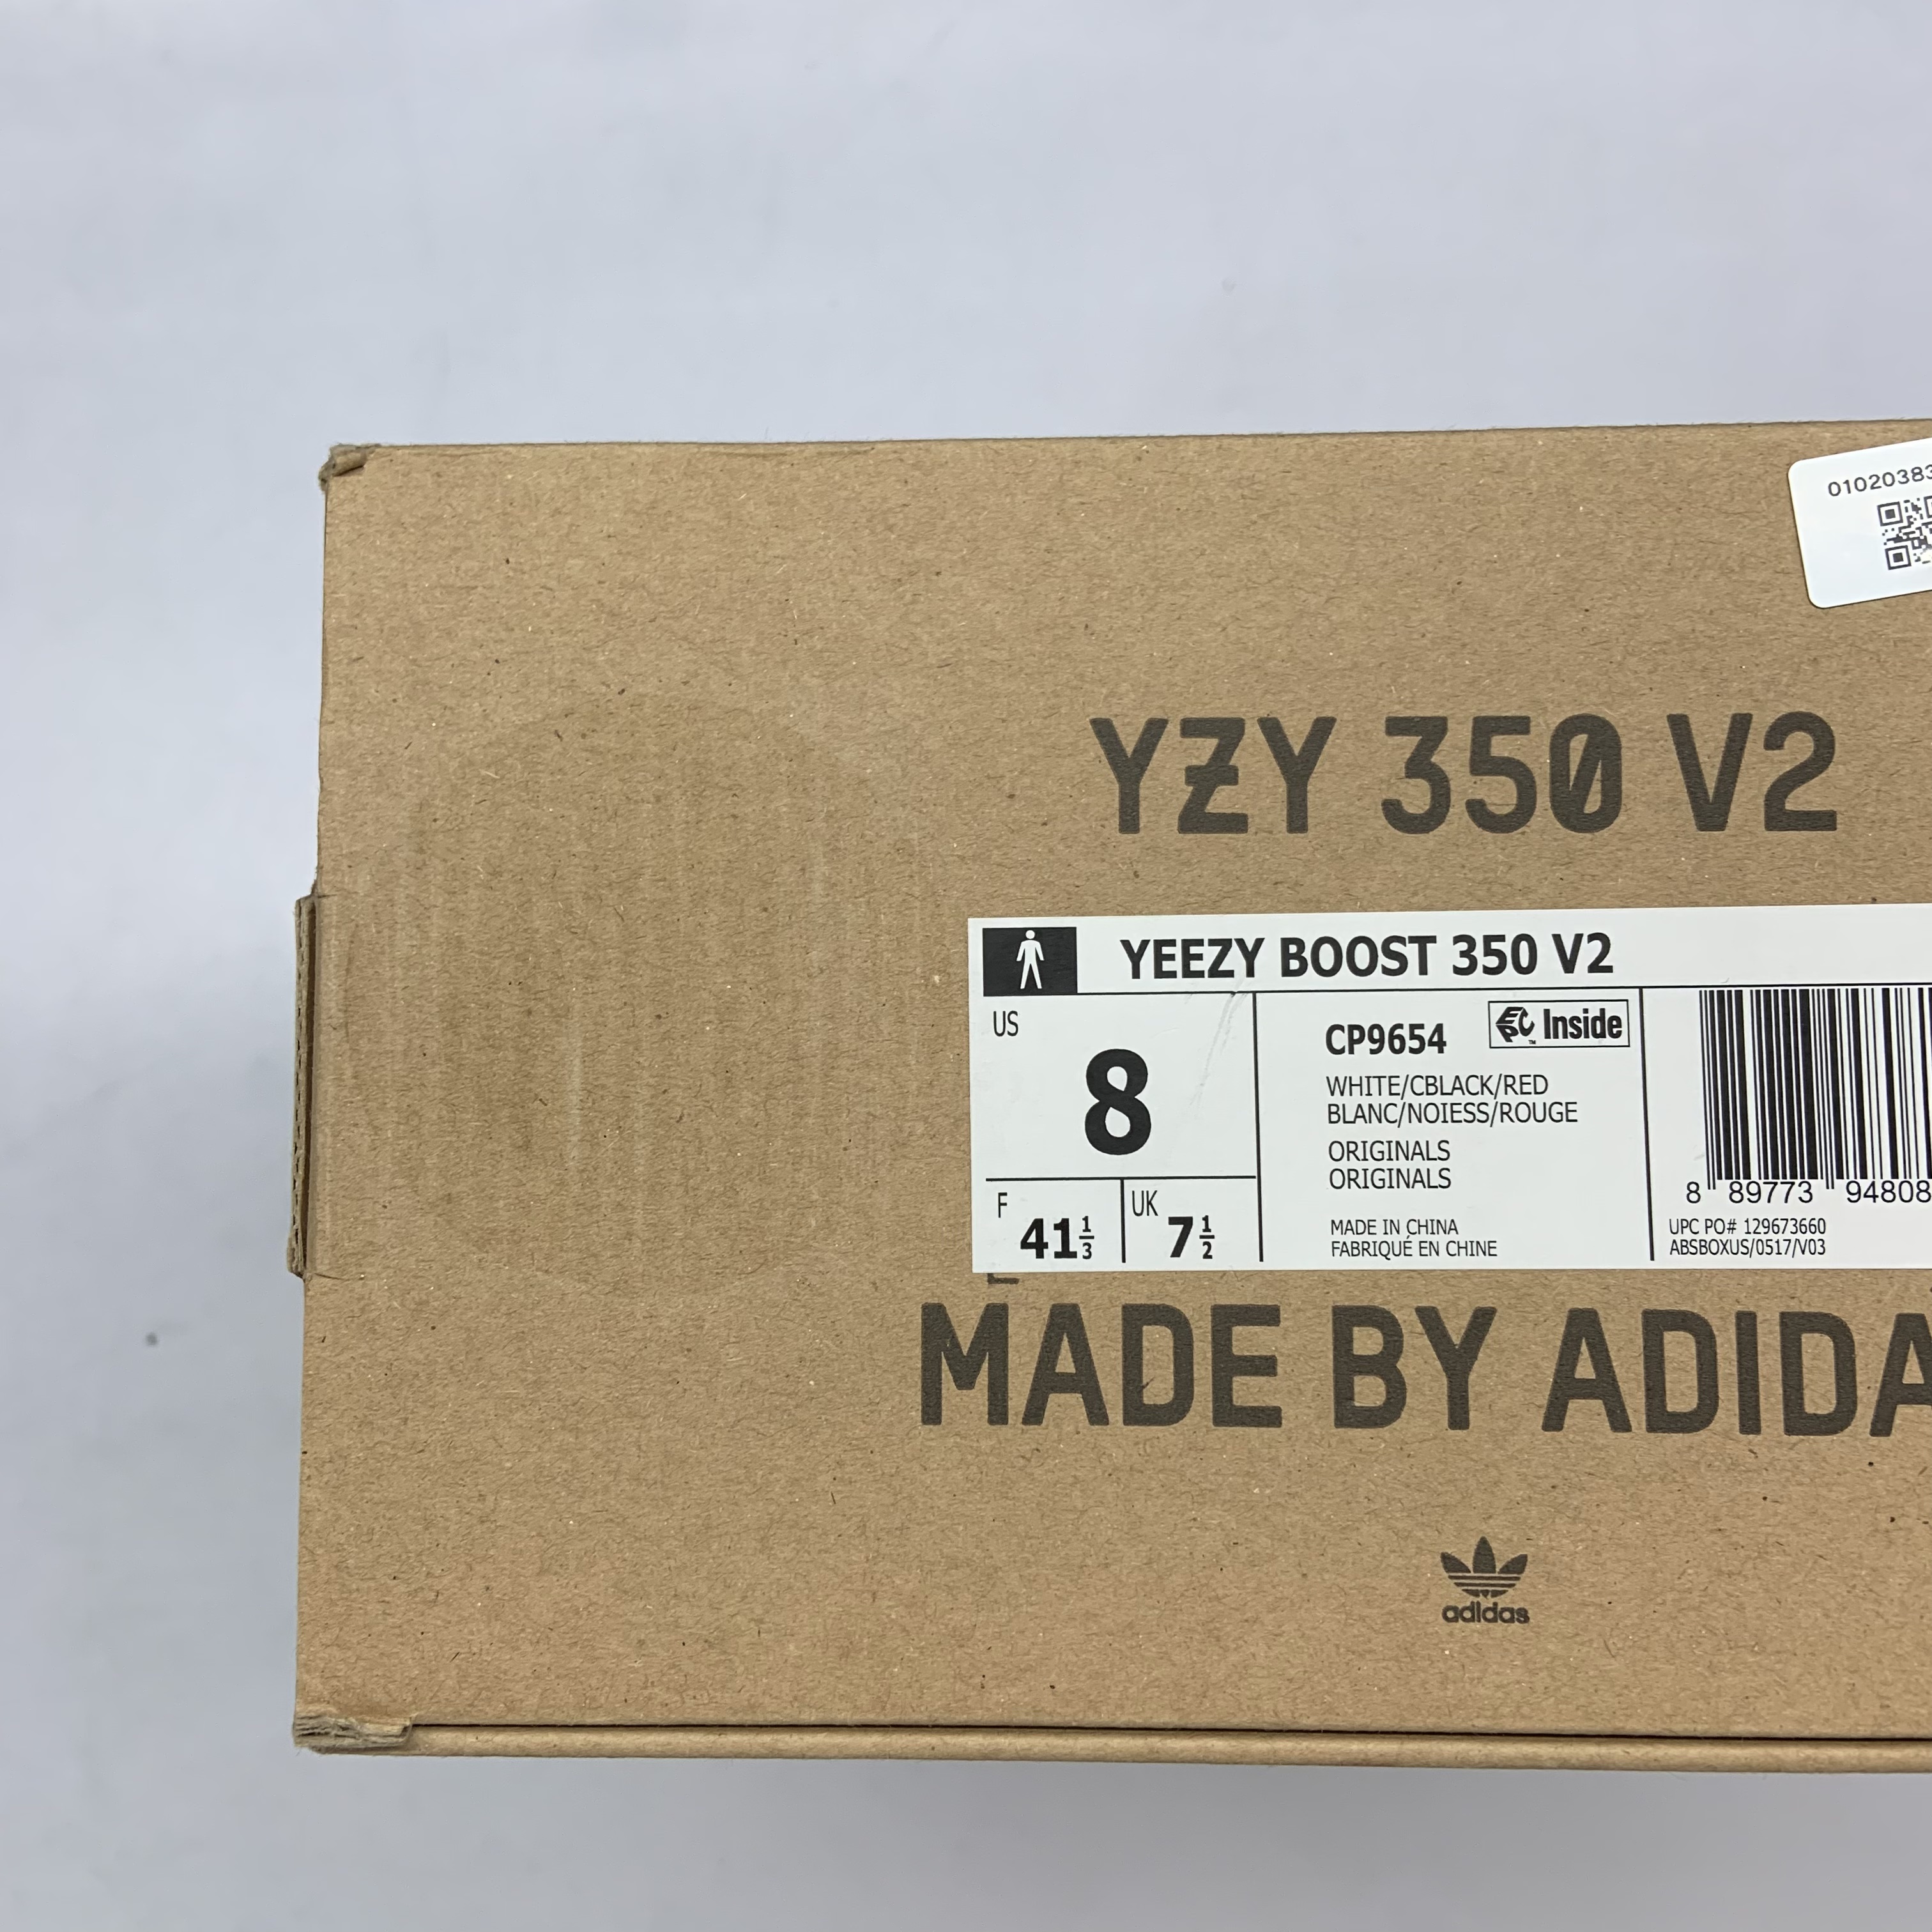 0102038
YZY 350 V2
YEEZY BOOST 350 V2
US
8
F
41 1/3
UK
7 1/2
CP9654
Inside
™
WHITE/CBLACK/RED
BLANC/NOIESS/ROUGE
ORIGINALS
ORIGINALS
MADE IN CHINA
FABRIQUÉ EN CHINE
8 89773 94808
UPC PO# 129673660
ABSBOXUS/0517/V03
MADE BY ADIDA
adidas